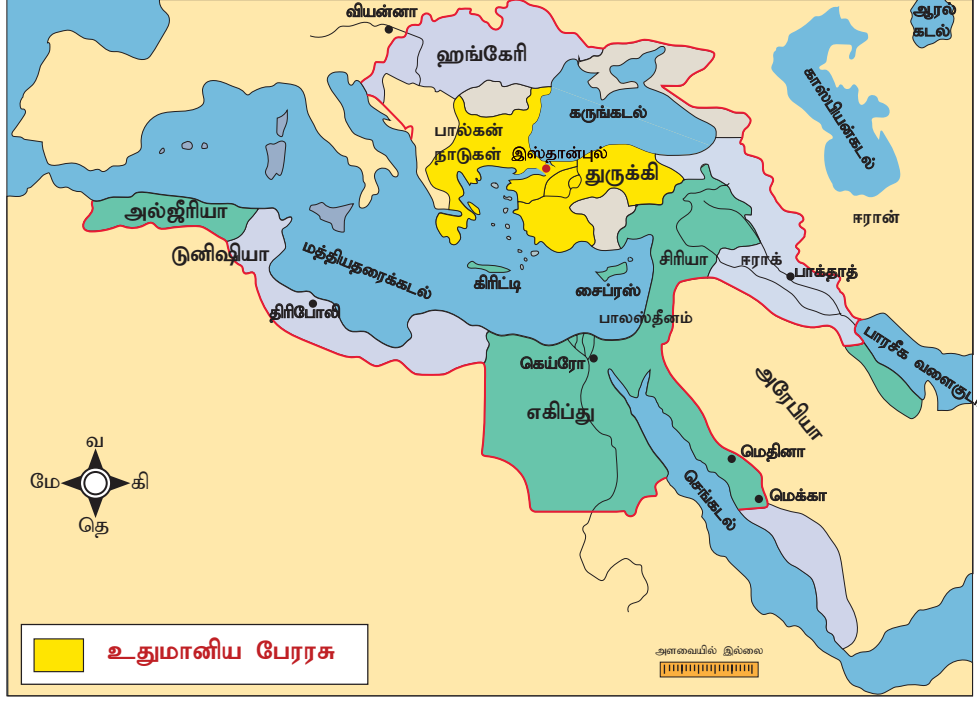 வியன்னா
ஆரல்
கடல்
ஹங்கேரி
காஸ்பியன்கடல்
கருங்கடல்
பால்கன்
நாடுகள்
இஸ்தான்புல்
துருக்கி
அல்ஜீரியா
ஈரான்
டுனிஷியா
மத்தியதரைக்கடல்
சிரியா
ஈராக்
பாக்தாத்
கிரிட்டி
சைப்ரஸ்
திரிபோலி
பாலஸ்தீனம்
பாரசீக வளைகுடா
கெய்ரோ
அரேபியா
எகிப்து
வ
மே
கி
தெ
மெதினா
மெக்கா
செங்கடல்
உதுமானிய பேரரசு
அளவையில் இல்லை